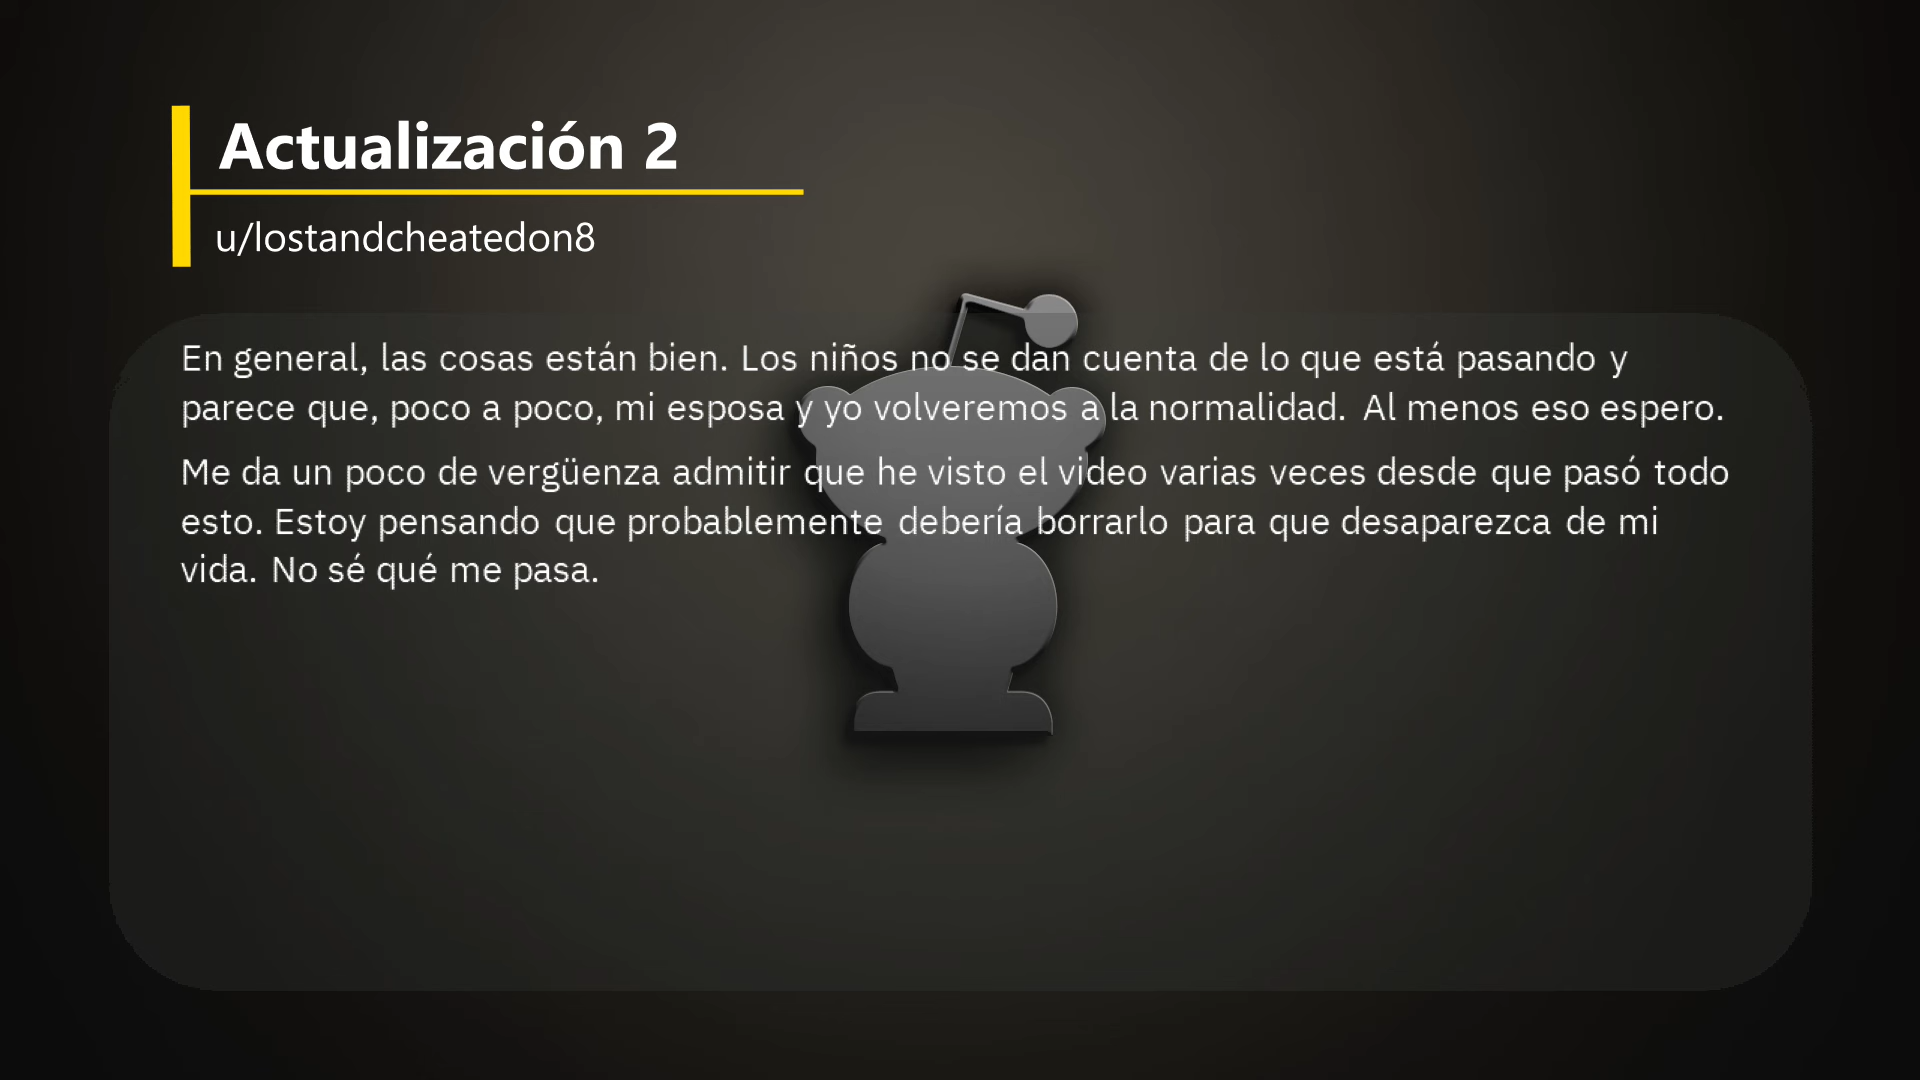 Actualización 2
u/lostandcheatedon8
En general, las cosas están bien. Los niños no se dan cuenta de lo que está pasando y
parece que, poco a poco, mi esposa y yo volveremos a la normalidad. Al menos eso espero.
Me da un poco de vergüenza admitir que he visto el video varias veces desde que pasó todo
esto. Estoy pensando que probablemente debería borrarlo para que desaparezca de mi
vida. No sé qué me pasa.